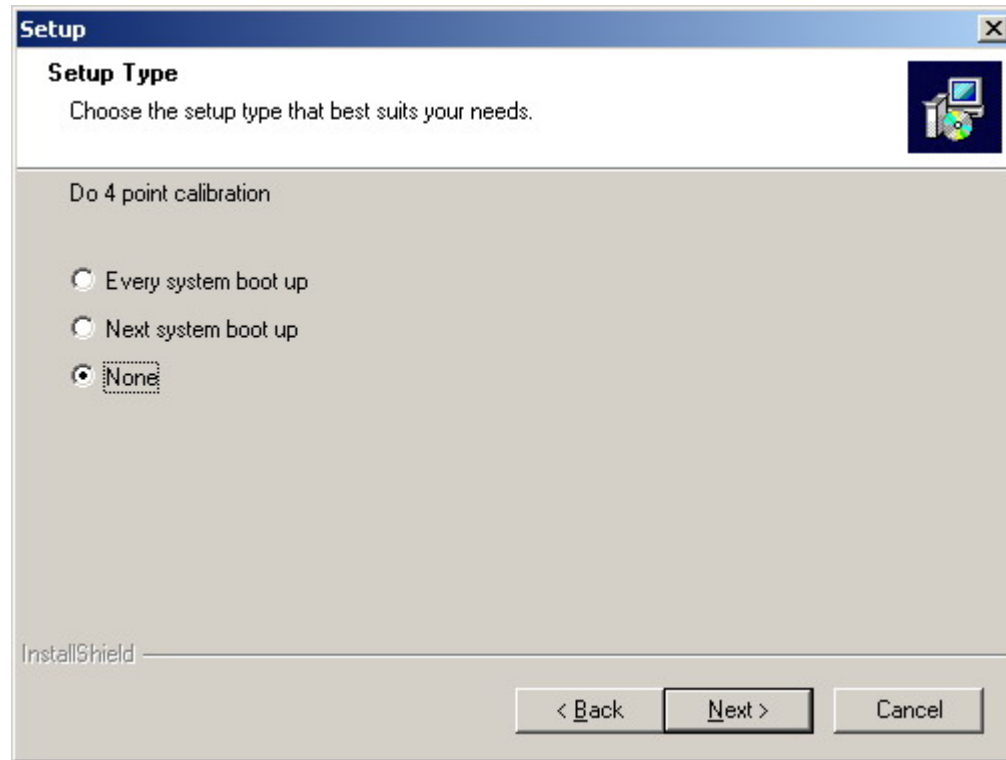 Setup
Setup Type
Choose the setup type that best suits your needs.
Do 4 point calibration
Every system boot up
Next system boot up
None
InstallShield
< Back Next > Cancel